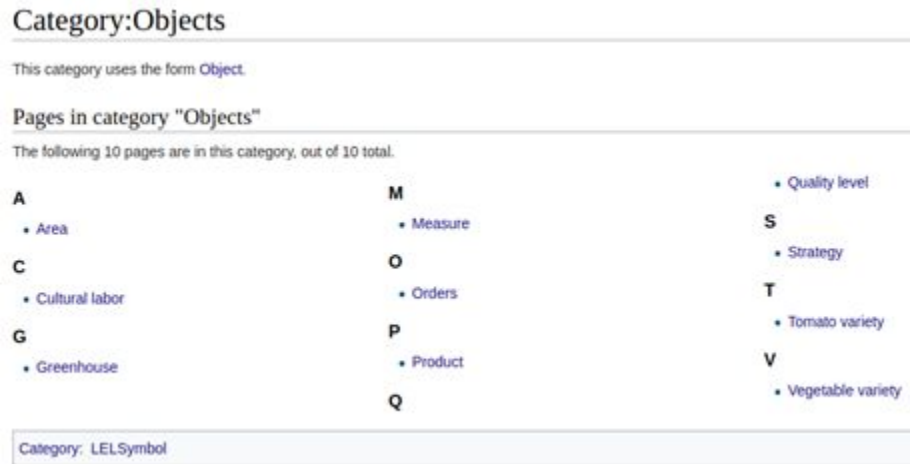 Category:Objects
This category uses the form Object.
Pages in category "Objects"
The following 10 pages are in this category, out of 10 total.
A
Area
C
Cultural labor
G
Greenhouse
M
Measure
O
Orders
P
Product
Q
Quality level
S
Strategy
T
Tomato variety
V
Vegetable variety
Category: LELSymbol